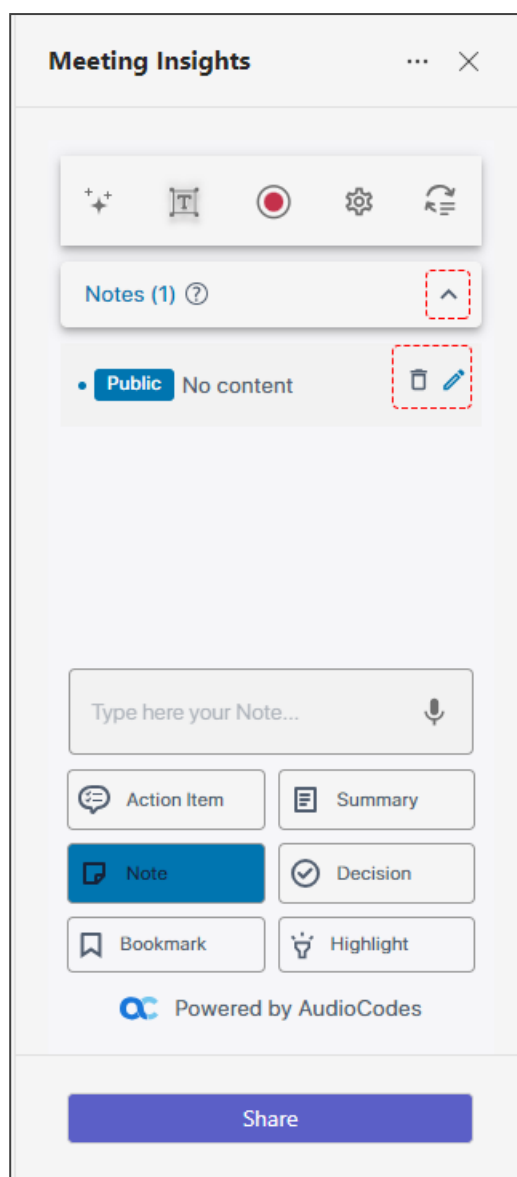 Meeting Insights
T
Notes (1)
Public No content
Type here your Note...
Action Item
Summary
Note
Decision
Bookmark
Highlight
Powered by AudioCodes
Share